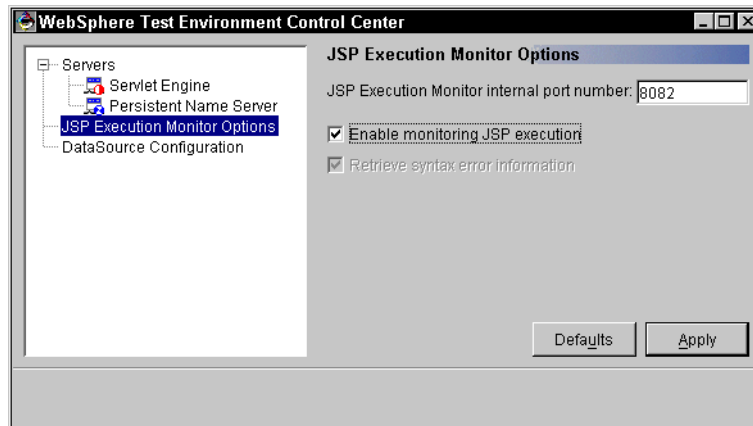 WebSphere Test Environment Control Center
Servers
Servlet Engine
Persistent Name Server
JSP Execution Monitor Options
DataSource Configuration
JSP Execution Monitor Options
JSP Execution Monitor internal port number: 8082
Enable monitoring JSP execution
Retrieve syntax error information
Defaults
Apply